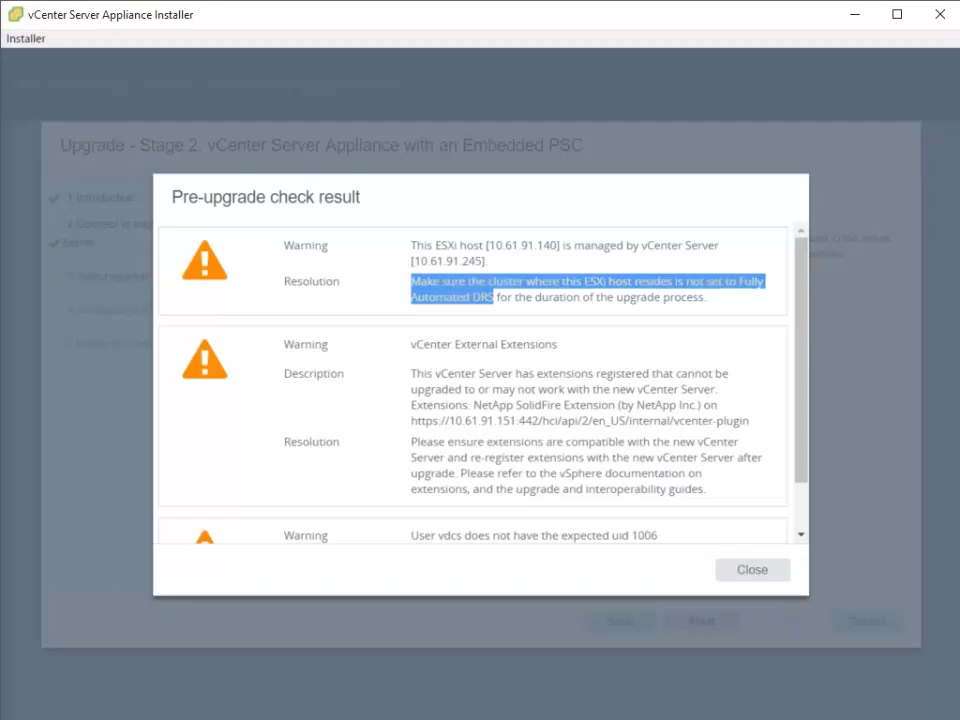 vCenter Server Appliance Installer
Installer
Upgrade - Stage 2: vCenter Server Appliance with an Embedded PSC
1 Introduction
2 Connect to
Server
Pre-upgrade check result
Warning
This ESXi host [10.61.91.140] is managed by vCenter Server
[10.61.91.245].
Resolution
Make sure the cluster where this ESXi host resides is not set to Fully
Automated DRS for the duration of the upgrade process.
Warning
vCenter External Extensions
Description
This vCenter Server has extensions registered that cannot be
upgraded to or may not work with the new vCenter Server.
Extensions: NetApp SolidFire Extension (by NetApp Inc.) on
https://10.61.91.151:442/hci/api/2/en_US/internal/vcenter-plugin
Resolution
Please ensure extensions are compatible with the new vCenter
Server and re-register extensions with the new vCenter Server after
upgrade. Please refer to the vSphere documentation on
extensions, and the upgrade and interoperability guides.
Warning
User vdcs does not have the expected uid 1006
Close